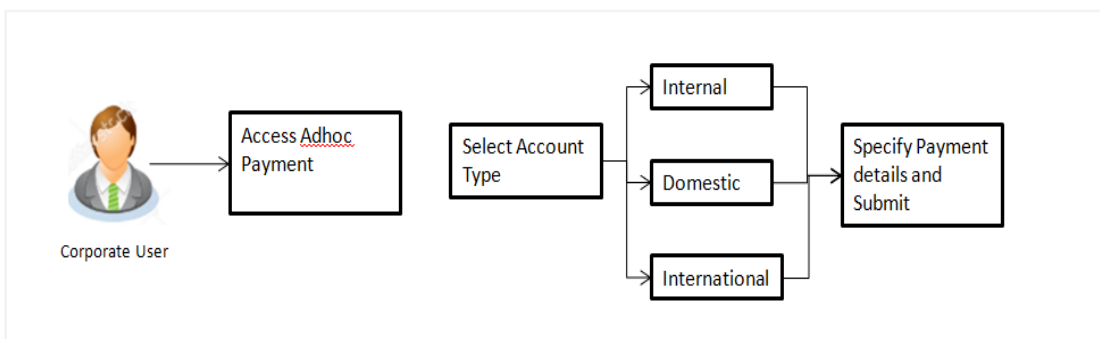 Corporate User
Access Adhoc
Payment
Select Account
Type
Internal
Domestic
International
Specify Payment
details and
Submit